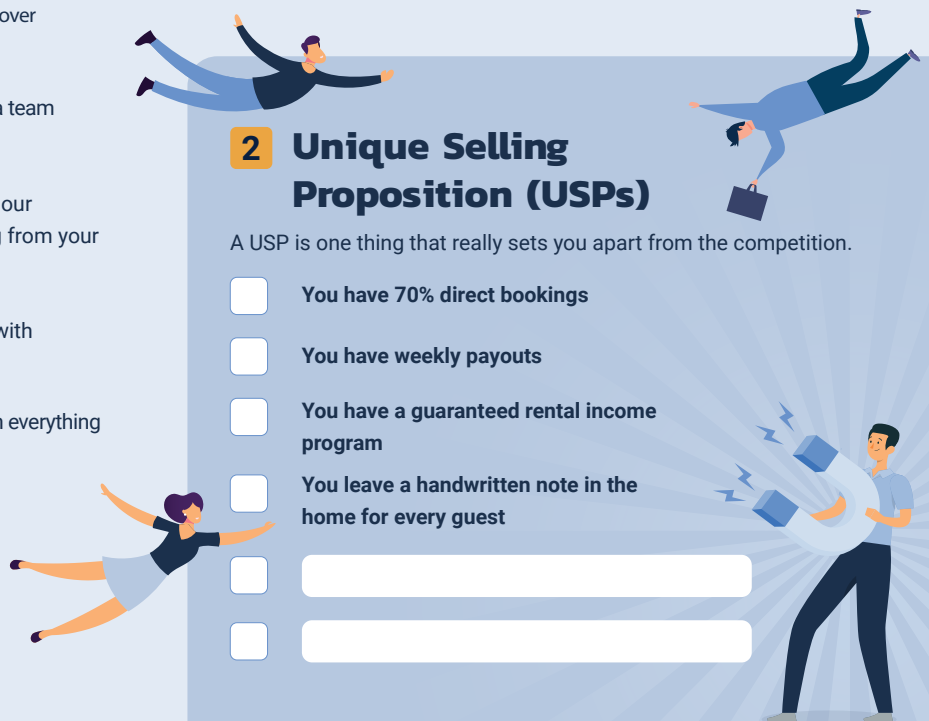 over
a team
our
g from your
with
n everything
2 Unique Selling
Proposition (USPs)
A USP is one thing that really sets you apart from the competition.
You have 70% direct bookings
You have weekly payouts
You have a guaranteed rental income
program
You leave a handwritten note in the
home for every guest